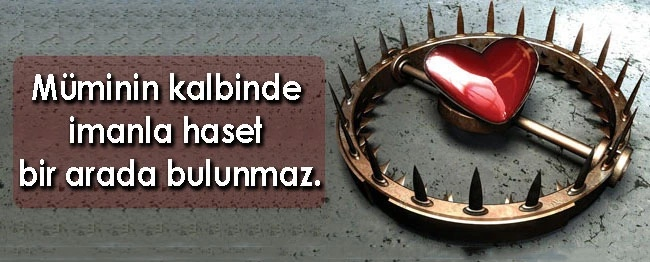 Müminin kalbinde
imanla haset
bir arada bulunmaz.